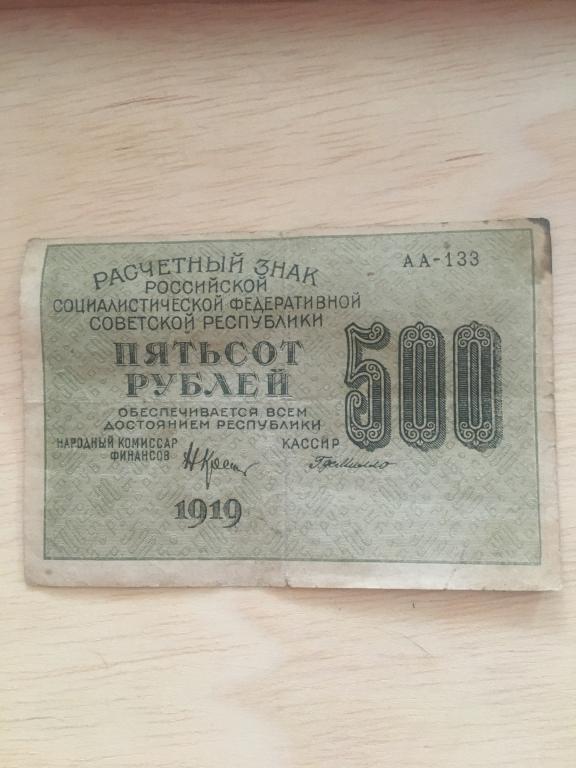 АА-133
РАСЧЕТНЫЙ ЗНАК
РОССИЙСКОЙ
СОЦИАЛИСТИЧЕСКОЙ ФЕДЕРАТИВНОЙ
СОВЕТСКОЙ РЕСПУБЛИКИ
ПЯТЬСОТ
РУБЛЕЙ
500
ОБЕСПЕЧИВАЕТСЯ ВСЕМ
ДОСТОЯНИЕМ РЕСПУБЛИКИ
НАРОДНЫЙ КОМИССАР
ФИНАНСОВ
КАССИР
1919